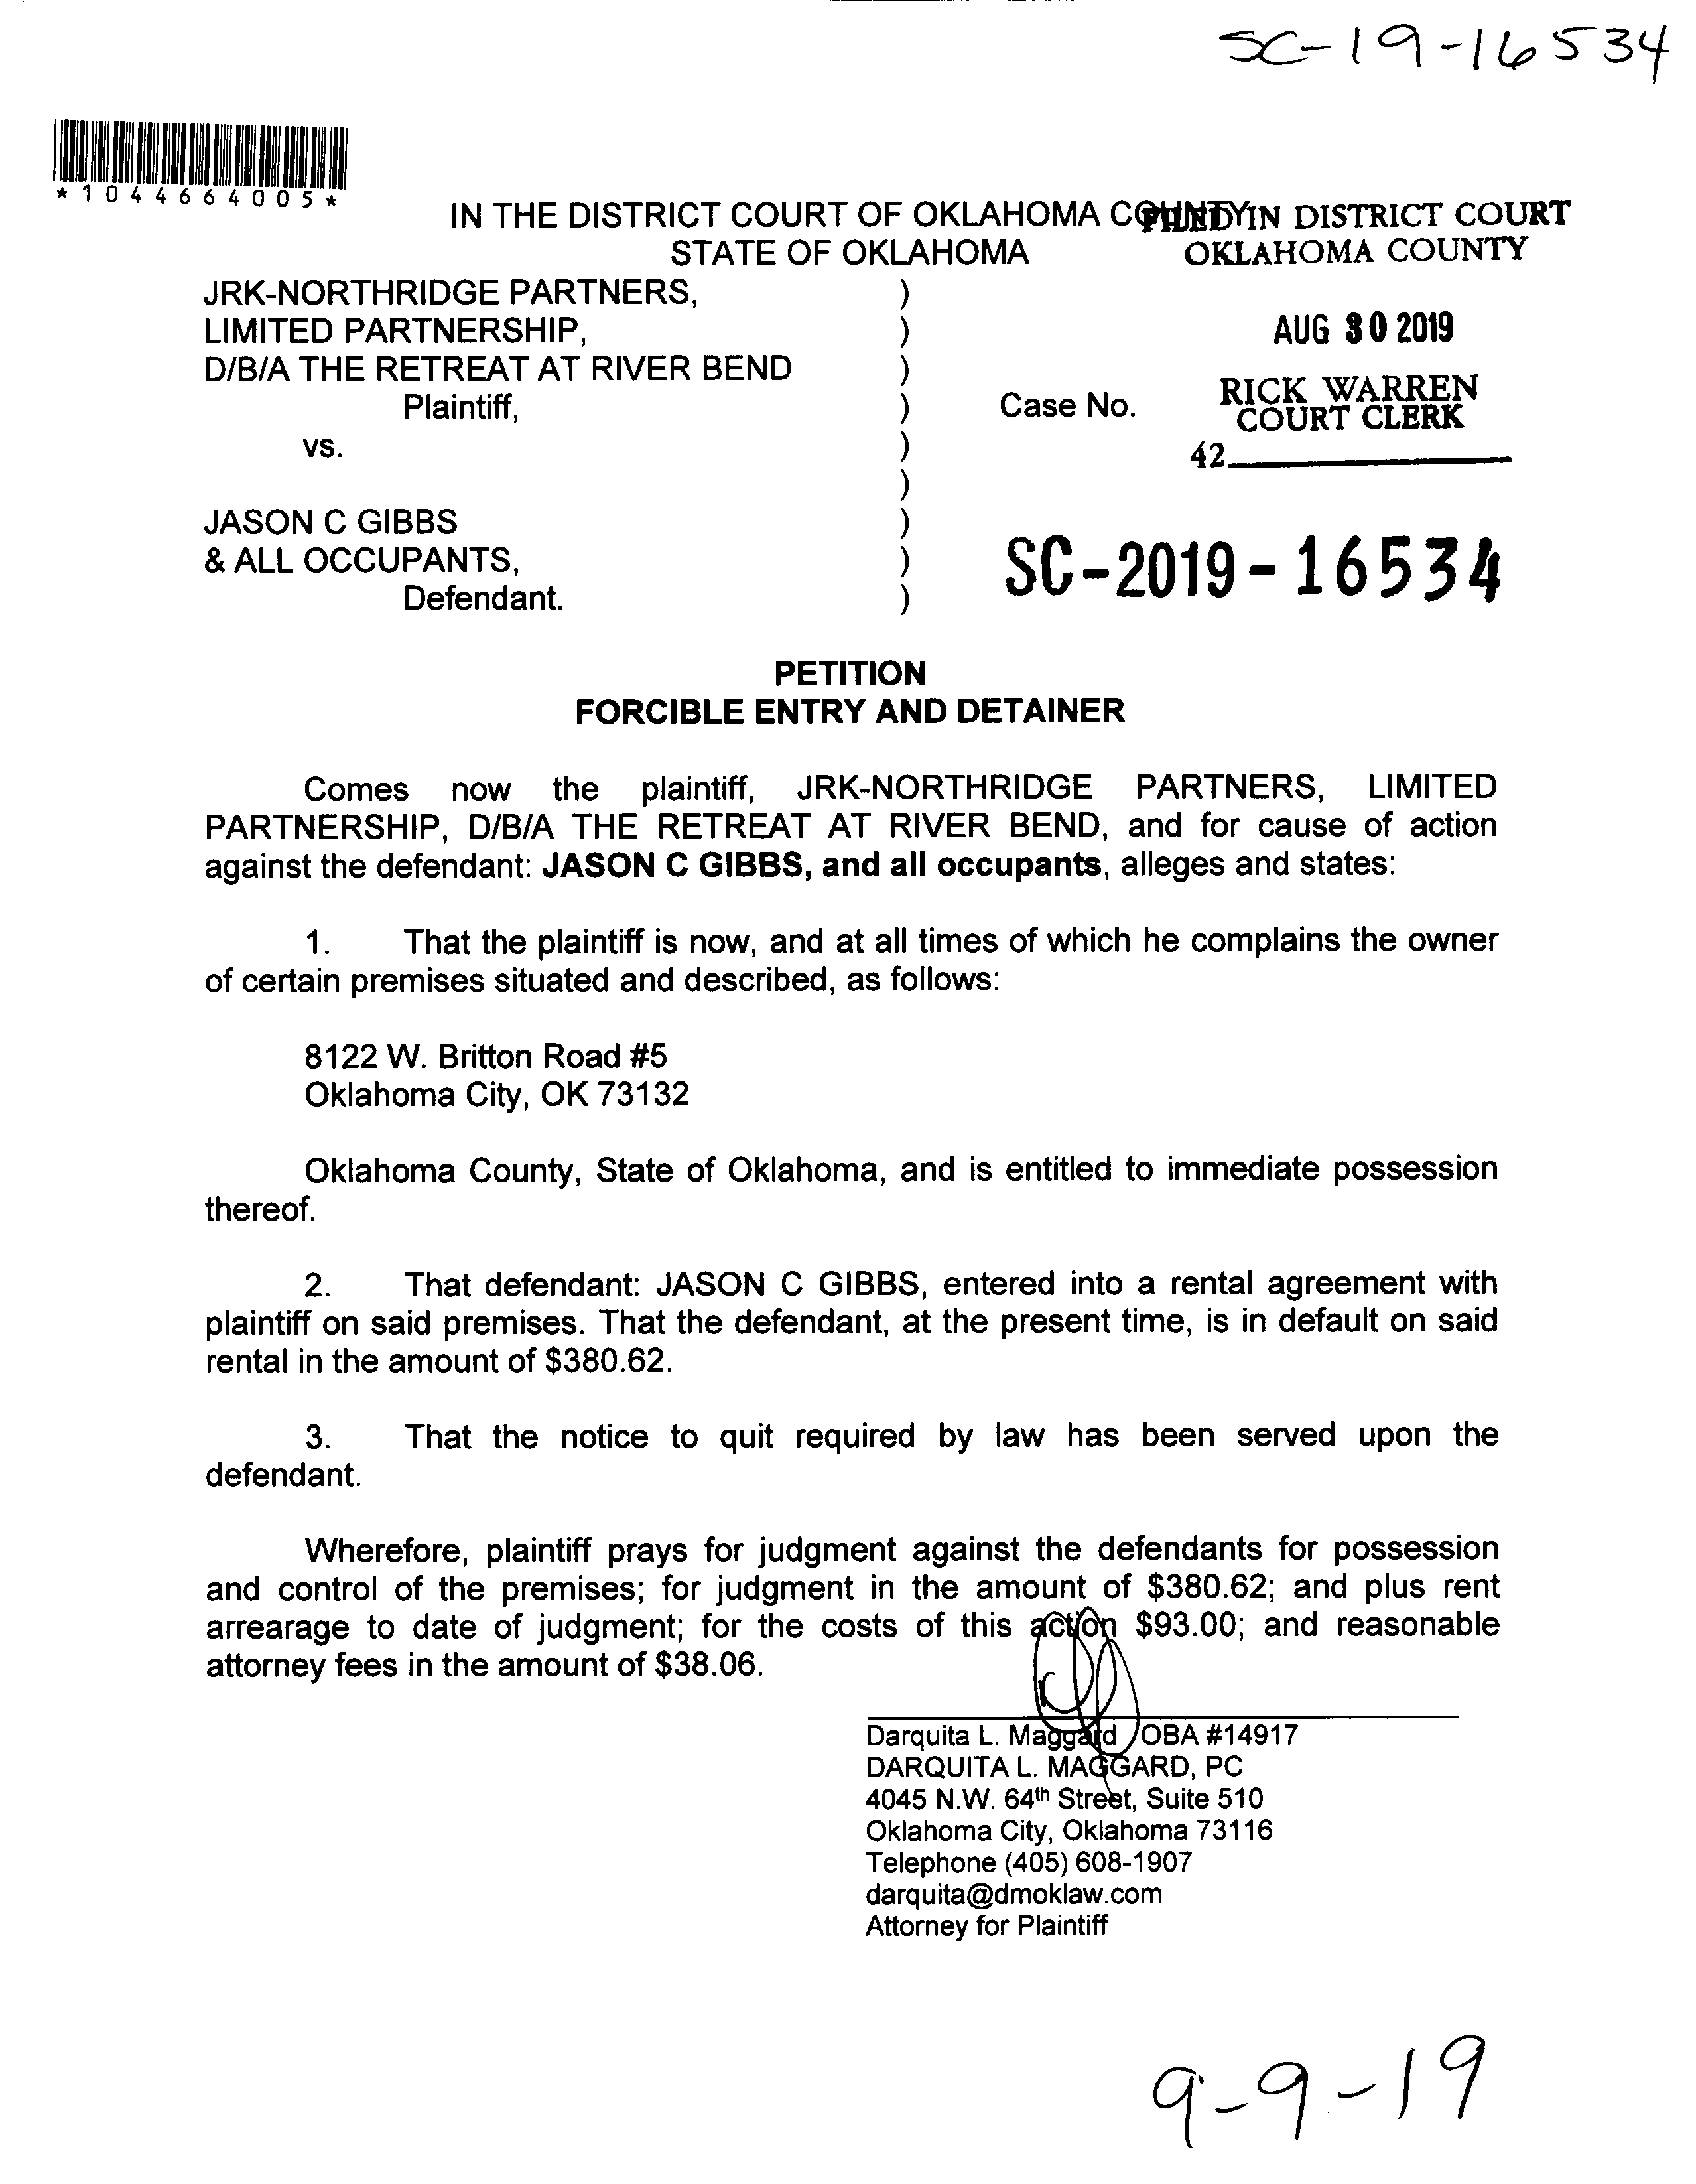 SC-19-16534
*1044664005*
IN THE DISTRICT COURT OF OKLAHOMA COUNTY
FILED IN DISTRICT COURT
STATE OF OKLAHOMA
OKLAHOMA COUNTY
JRK-NORTHRIDGE PARTNERS, )
LIMITED PARTNERSHIP, )
AUG 30 2019
D/B/A THE RETREAT AT RIVER BEND )
Plaintiff, ) Case No.
RICK WARREN
COURT CLERK
vs. )
42
)
JASON C GIBBS )
& ALL OCCUPANTS, )
SC-2019-16534
Defendant. )
PETITION
FORCIBLE ENTRY AND DETAINER
Comes now the plaintiff, JRK-NORTHRIDGE PARTNERS, LIMITED
PARTNERSHIP, D/B/A THE RETREAT AT RIVER BEND, and for cause of action
against the defendant: JASON C GIBBS, and all occupants, alleges and states:
1. That the plaintiff is now, and at all times of which he complains the owner
of certain premises situated and described, as follows:
8122 W. Britton Road #5
Oklahoma City, OK 73132
Oklahoma County, State of Oklahoma, and is entitled to immediate possession
thereof.
2. That defendant: JASON C GIBBS, entered into a rental agreement with
plaintiff on said premises. That the defendant, at the present time, is in default on said
rental in the amount of $380.62.
3. That the notice to quit required by law has been served upon the
defendant.
Wherefore, plaintiff prays for judgment against the defendants for possession
and control of the premises; for judgment in the amount of $380.62; and plus rent
arrearage to date of judgment; for the costs of this action $93.00; and reasonable
attorney fees in the amount of $38.06.
Darquita L. Maggard OBA #14917
DARQUITA L. MAGGARD, PC
4045 N.W. 64th Street, Suite 510
Oklahoma City, Oklahoma 73116
Telephone (405) 608-1907
darquita@dmoklaw.com
Attorney for Plaintiff
9-9-19